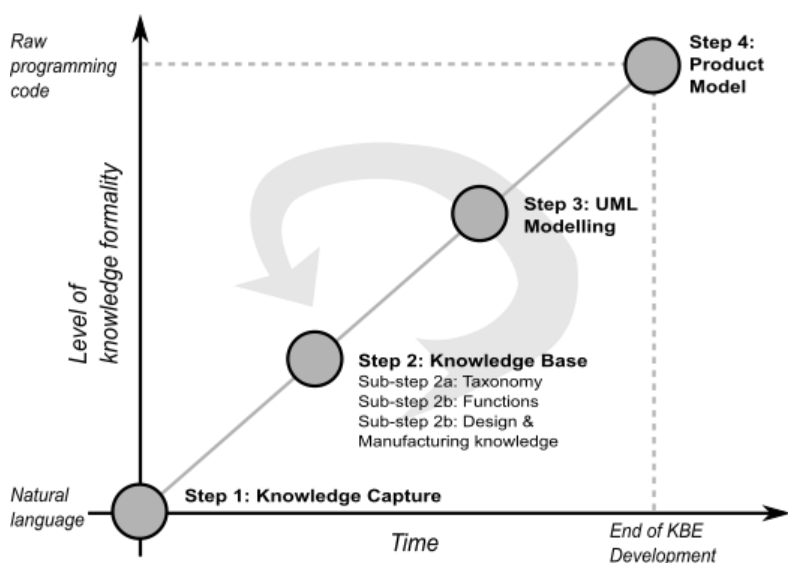 Raw
programming
code
Step 4:
Product
Model
Step 3: UML
Modelling
Level of
knowledge formality
Step 2: Knowledge Base
Sub-step 2a: Taxonomy
Sub-step 2b: Functions
Sub-step 2b: Design &
Manufacturing knowledge
Natural
language
Step 1: Knowledge Capture
Time
End of KBE
Development